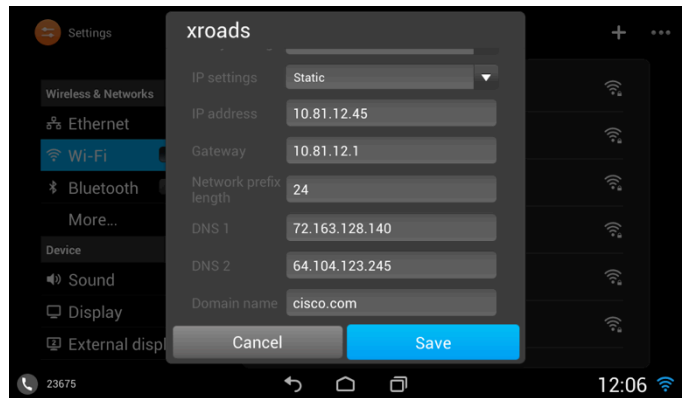 Settings
xroads
Wireless & Networks
Ethernet
Wi-Fi
Bluetooth
More...
Device
Sound
Display
External displ
IP settings Static
IP address 10.81.12.45
Gateway 10.81.12.1
Network prefix
length 24
DNS 1 72.163.128.140
DNS 2 64.104.123.245
Domain name cisco.com
Cancel Save
23675
12:06